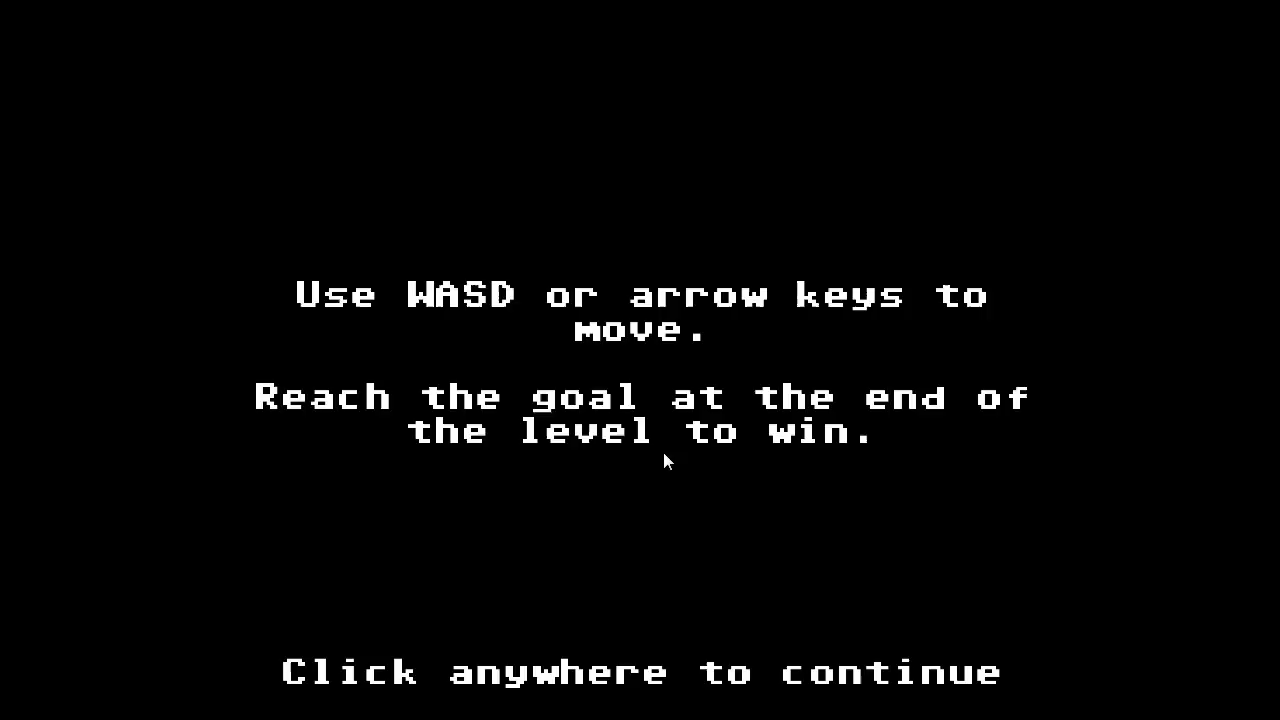 Use WASD or arrow keys to
move.
Reach the goal at the end of
the level to win.
Click anywhere to continue